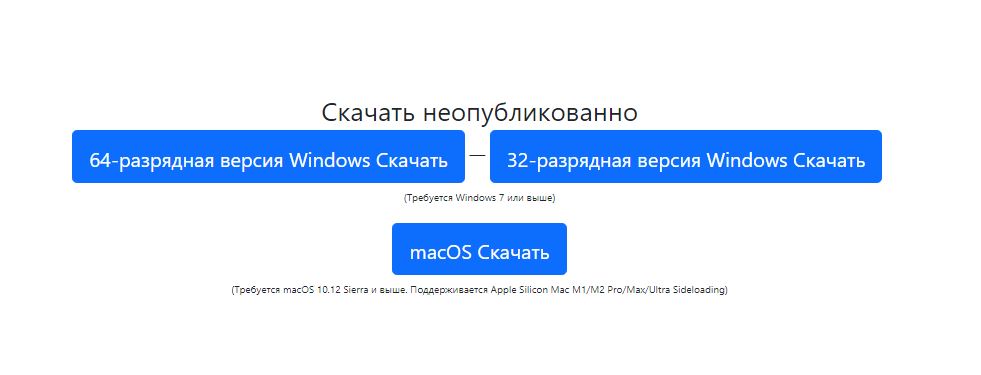 Скачать неопубликованно
64-разрядная версия Windows Скачать — 32-разрядная версия Windows Скачать
(Требуется Windows 7 или выше)
macOS Скачать
(Требуется macOS 10.12 Sierra и выше. Поддерживается Apple Silicon Mac M1/M2 Pro/Max/Ultra Sideloading)